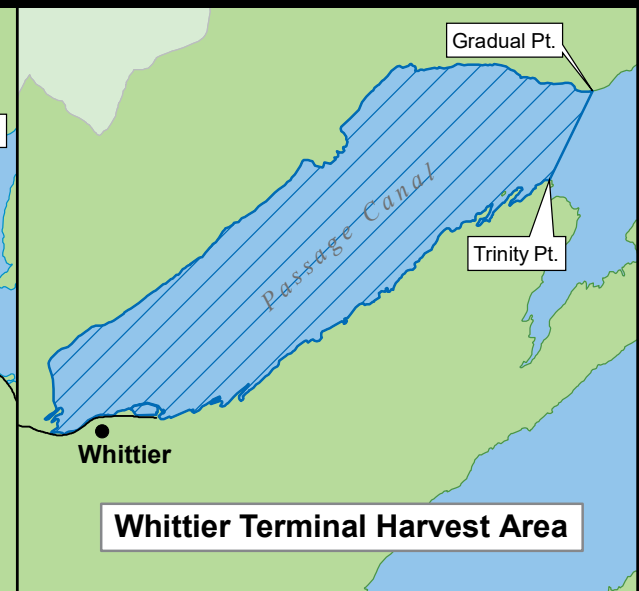 Gradual Pt.
Passage Canal
Trinity Pt.
Whittier
Whittier Terminal Harvest Area